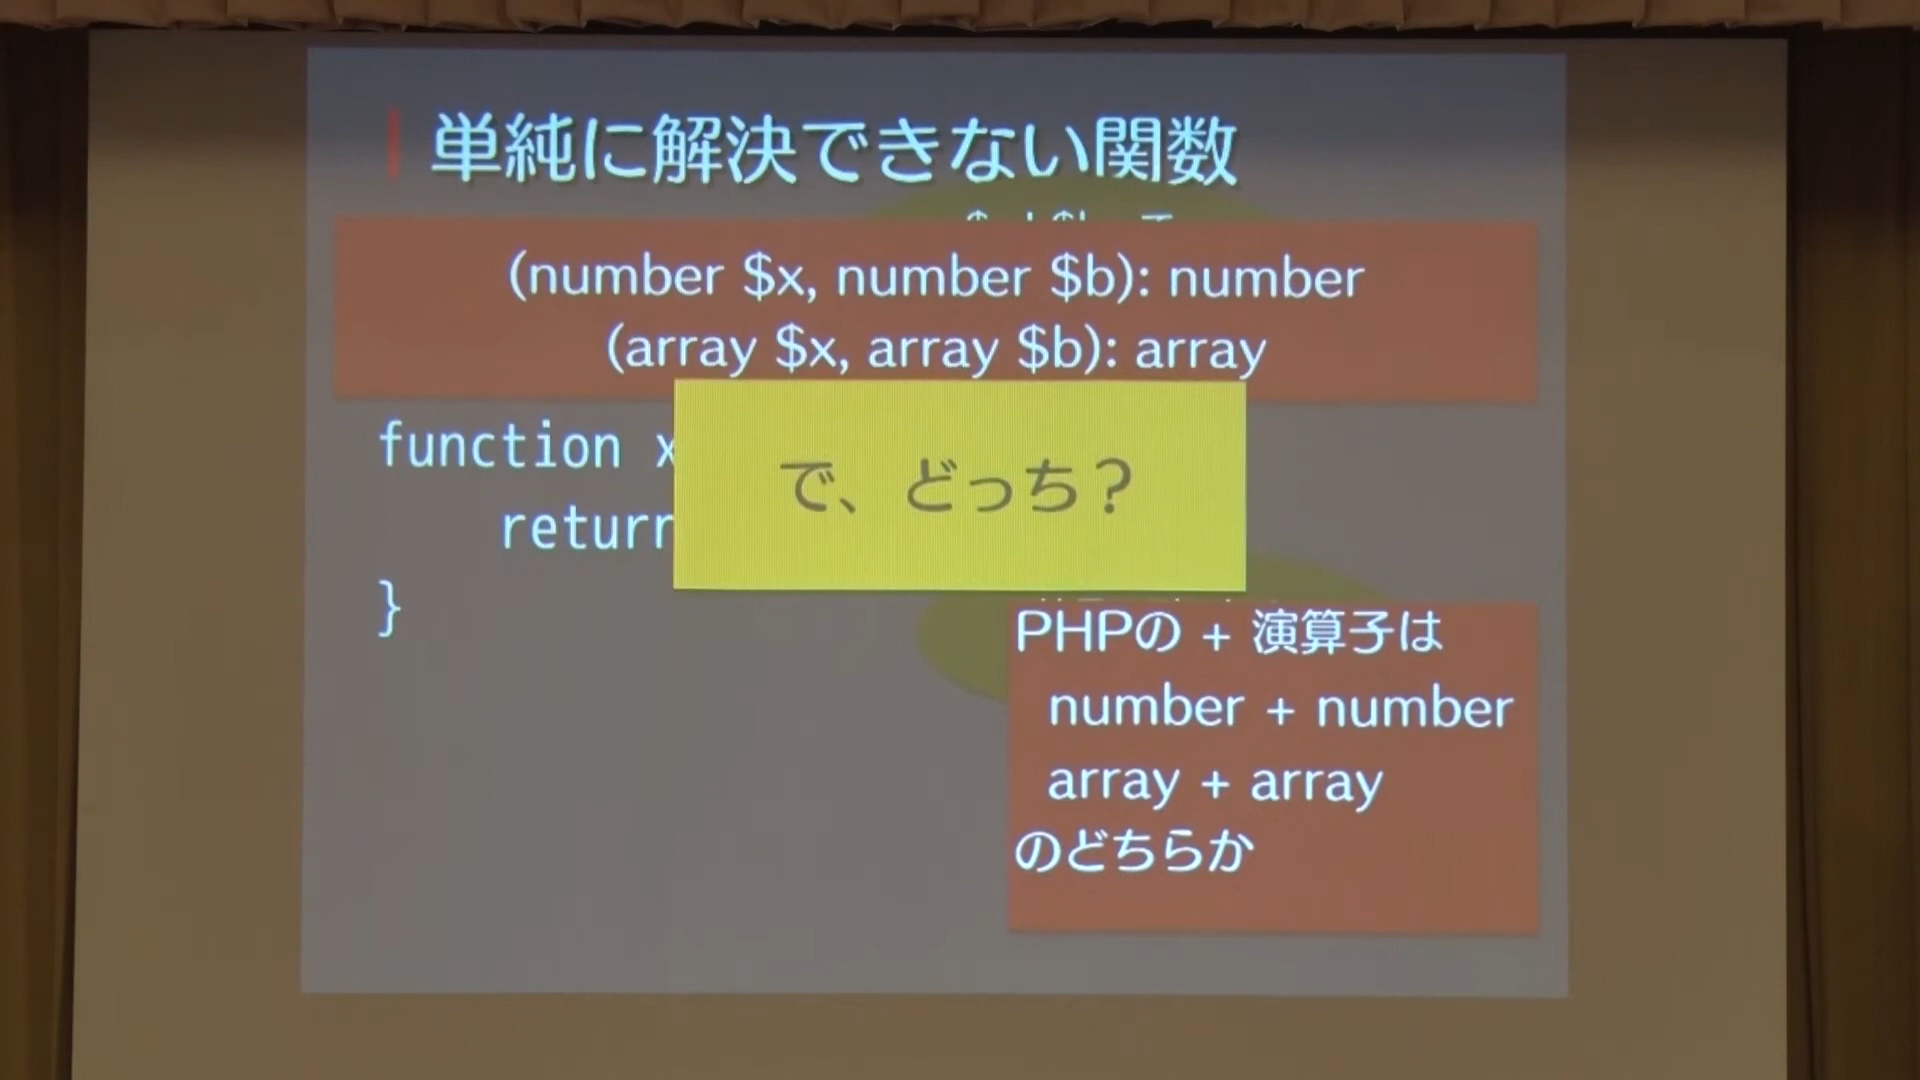 単純に解決できない関数
(number $x, number $b): number
(array $x, array $b): array
function x
return
}
で、どっち？
PHPの + 演算子は
number + number
array + array
のどちらか